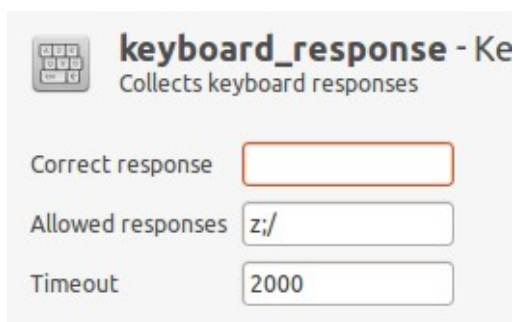 keyboard_response - Ke
Collects keyboard responses
Correct response
Allowed responses z;/
Timeout 2000